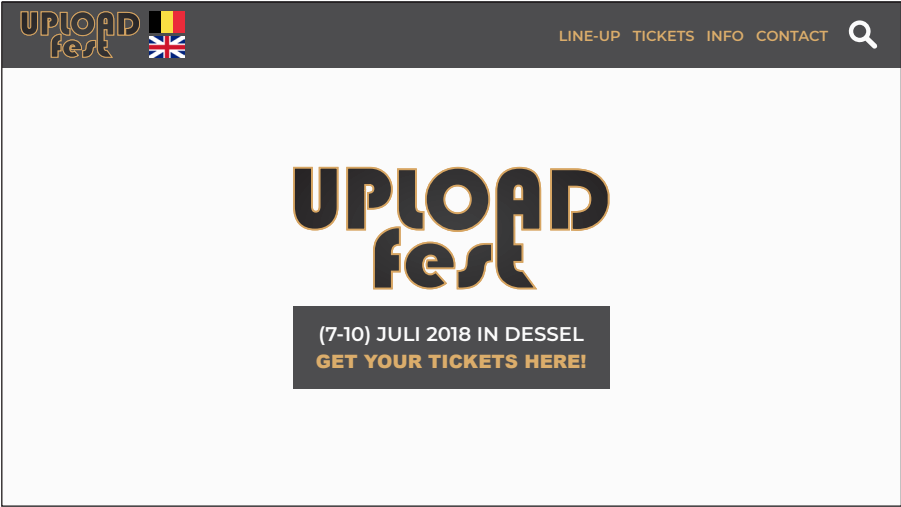 UPLOAD
fest
LINE-UP TICKETS INFO CONTACT
UPLOAD
fest
(7-10) JULI 2018 IN DESSEL
GET YOUR TICKETS HERE!